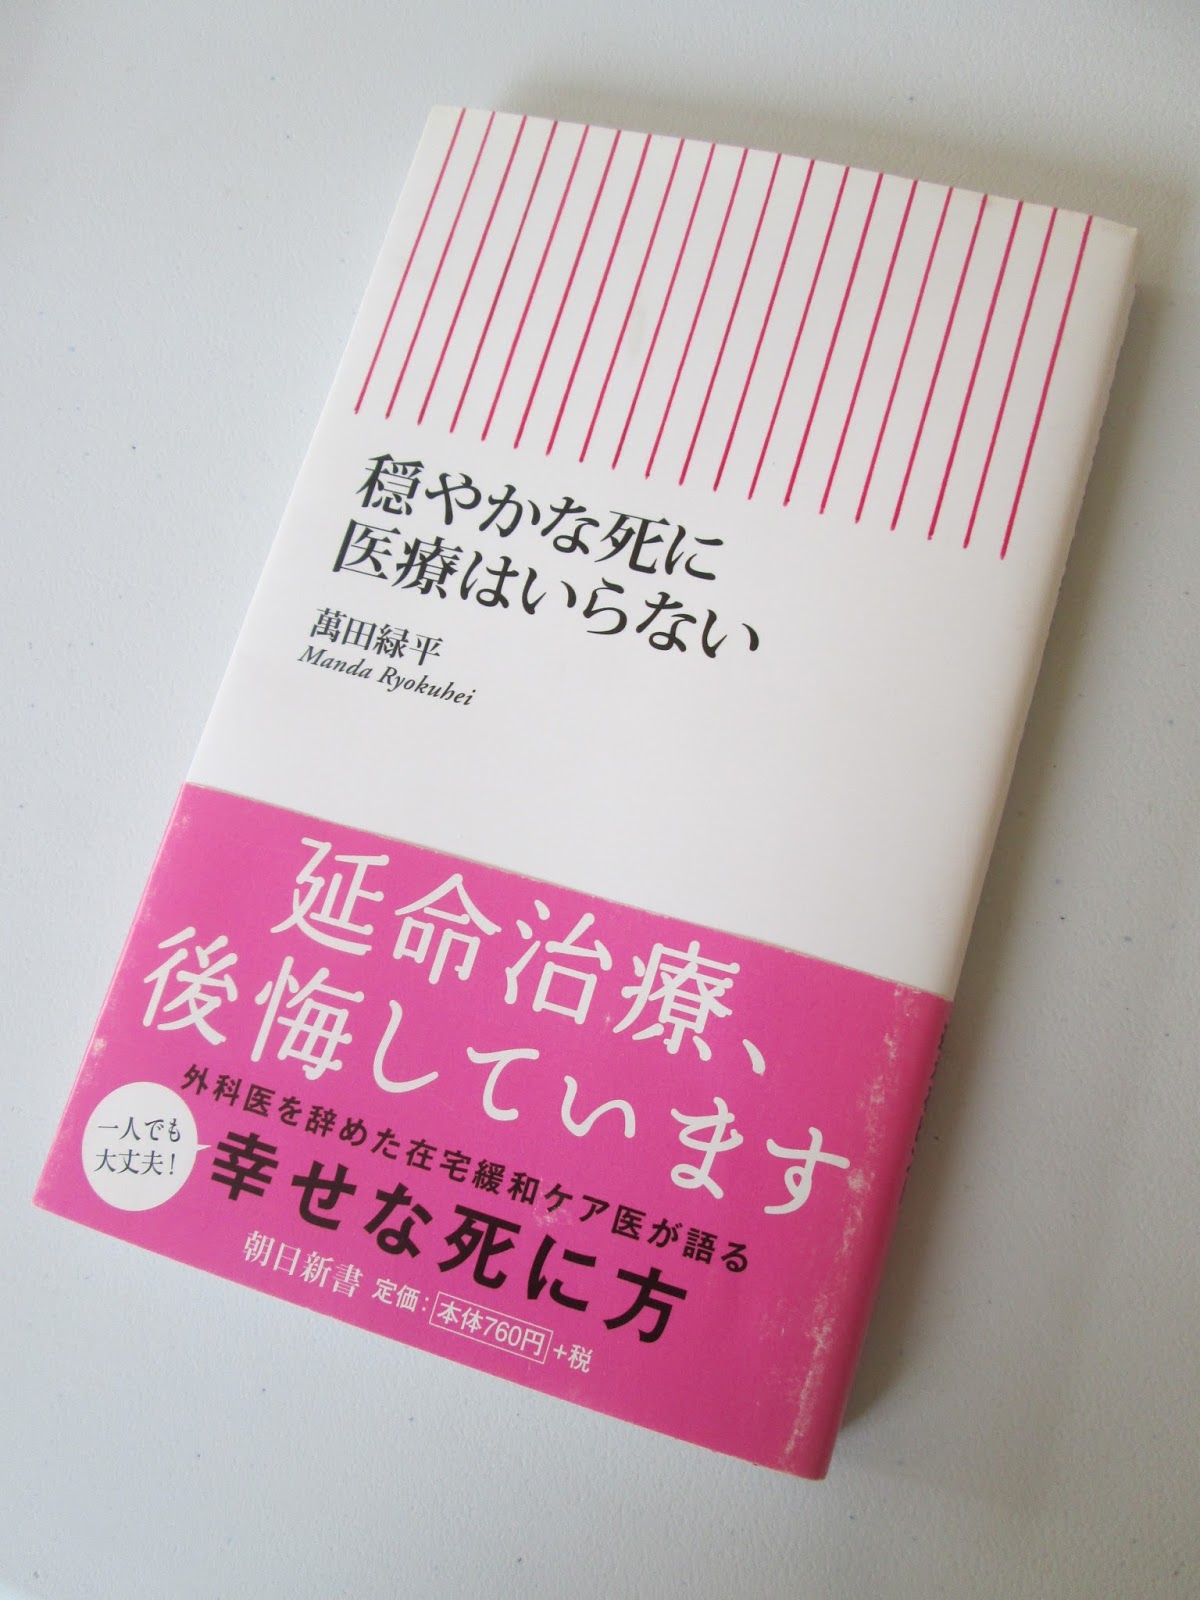 穏やかな死に
医療はいらない
萬田緑平
Manda Ryokuhei
延命治療、
後悔しています
外科医を辞めた在宅緩和ケア医が語る
一人でも
大丈夫!
幸せな死に方
朝日新書 定価:本体760円+税